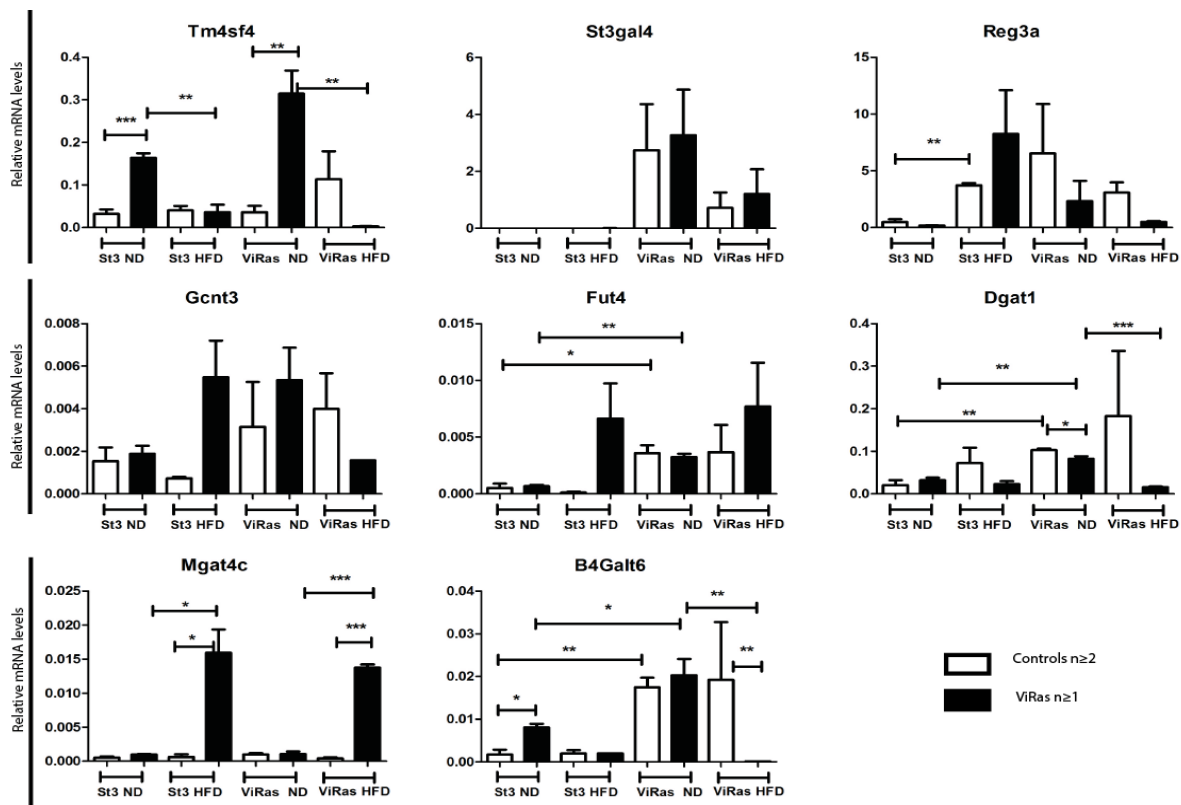 Relative mRNA levels
Tm4sf4
0.4
0.3
0.2
0.1
0.0
***
**
**
**
St3 ND
St3 HFD
ViRas ND
ViRas HFD
St3gal4
6
4
2
0
St3 ND
St3 HFD
ViRas ND
ViRas HFD
Reg3a
15
10
5
0
**
St3 ND
St3 HFD
ViRas ND
ViRas HFD
Relative mRNA levels
Gcnt3
0.008
0.006
0.004
0.002
0.000
St3 ND
St3 HFD
ViRas ND
ViRas HFD
Fut4
0.015
0.010
0.005
0.000
**
*
St3 ND
St3 HFD
ViRas ND
ViRas HFD
Dgat1
0.4
0.3
0.2
0.1
0.0
***
**
**
*
St3 ND
St3 HFD
ViRas ND
ViRas HFD
Relative mRNA levels
Mgat4c
0.025
0.020
0.015
0.010
0.005
0.000
*
*
***
***
St3 ND
St3 HFD
ViRas ND
ViRas HFD
B4Galt6
0.04
0.03
0.02
0.01
0.00
*
**
*
**
**
St3 ND
St3 HFD
ViRas ND
ViRas HFD
Controls n≥2
ViRas n≥1